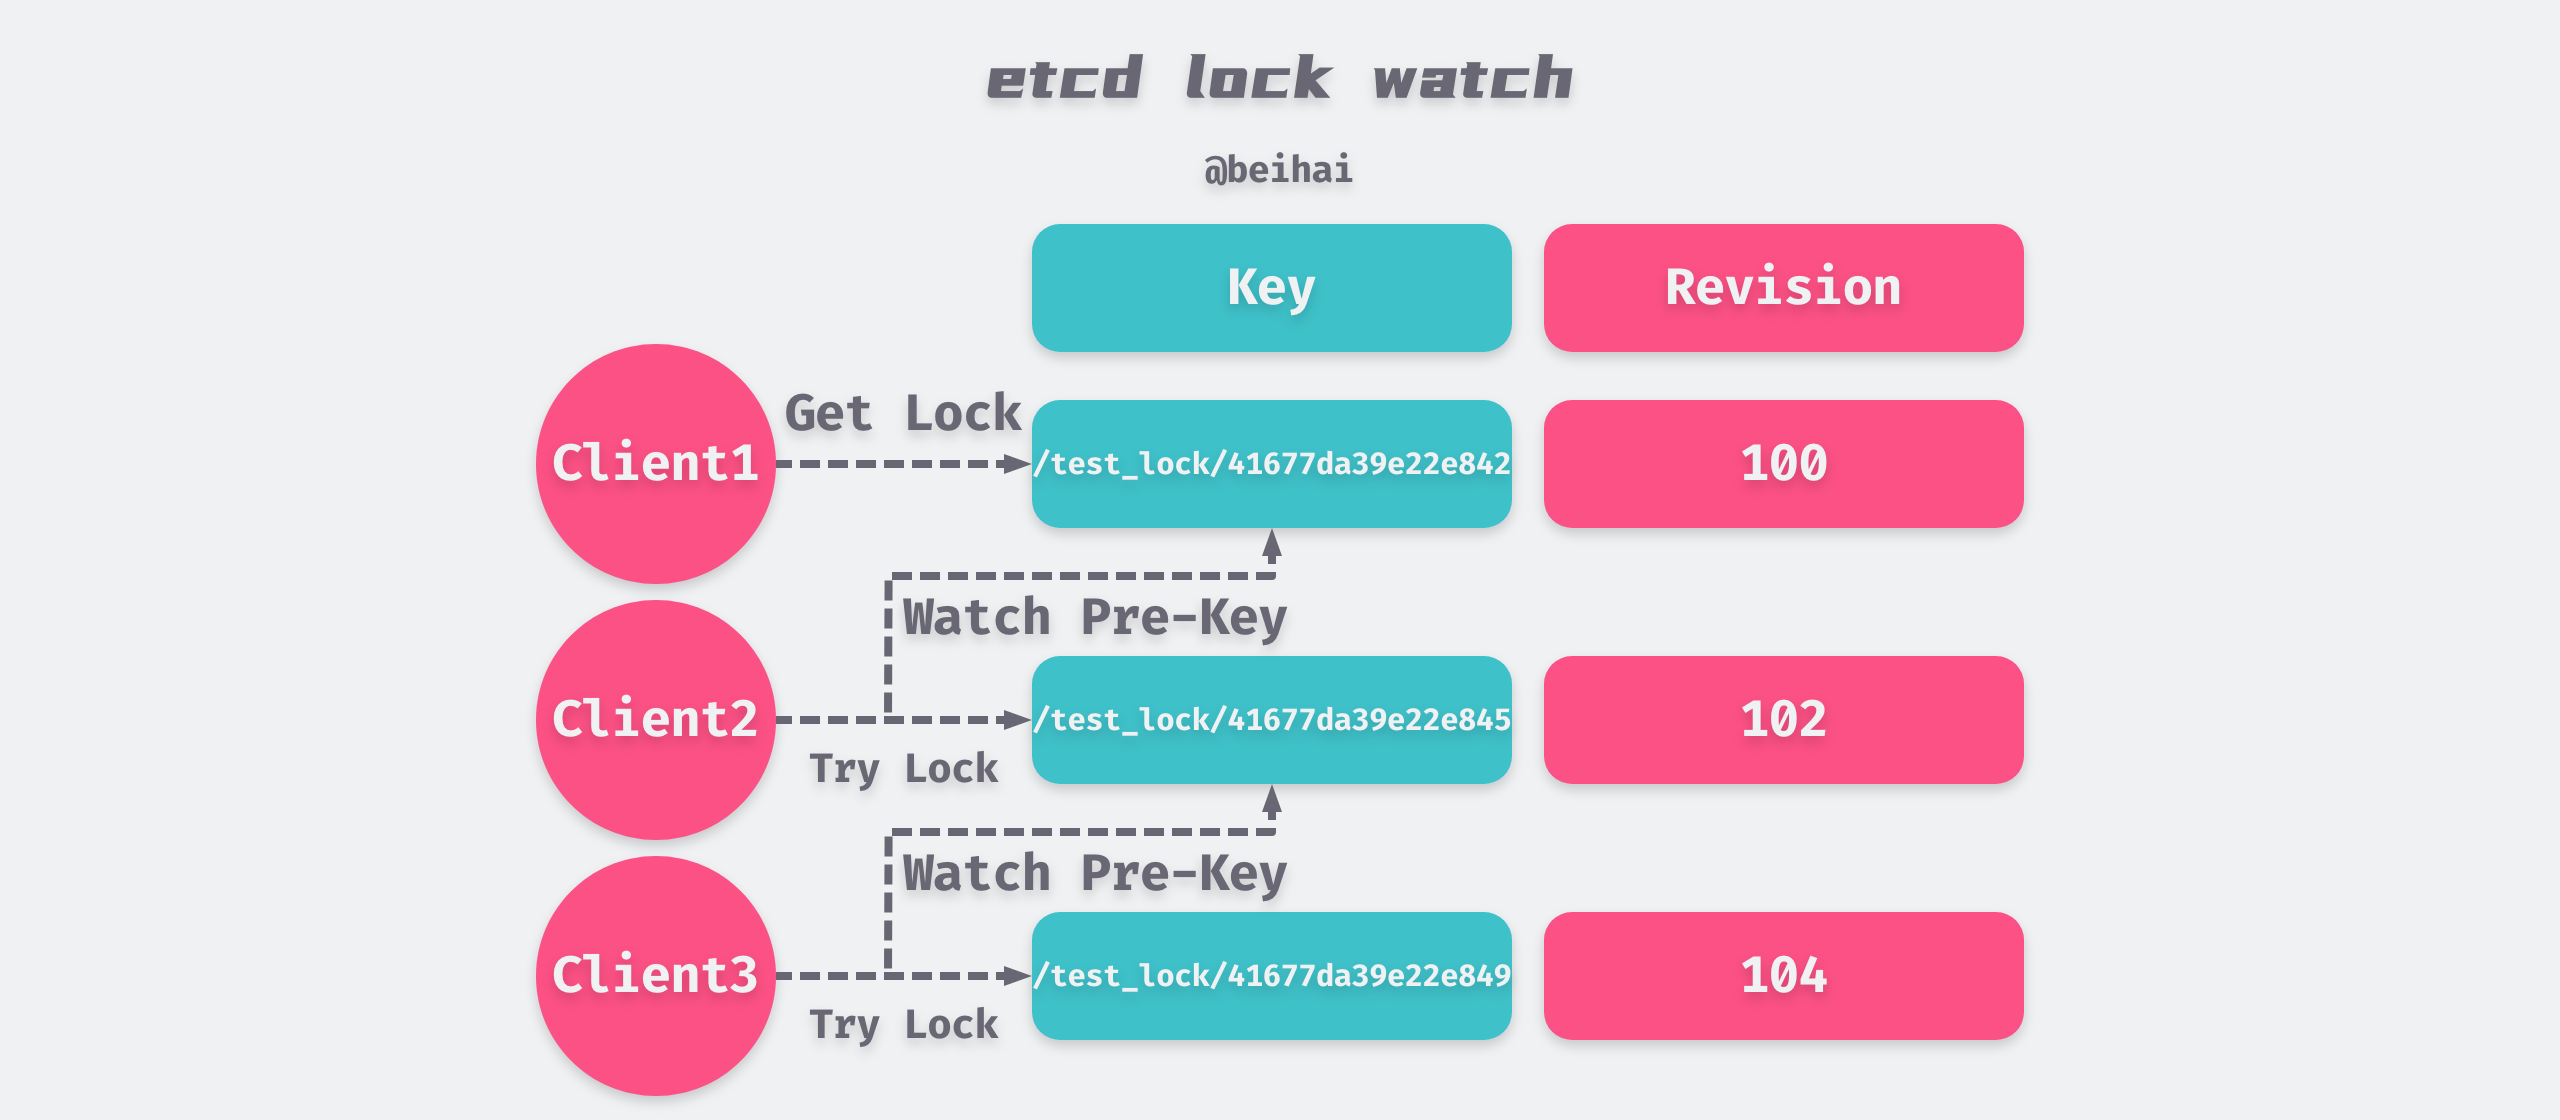 etcd lock watch
@beihai
Key
Revision
Client1
Get Lock
/test_lock/41677da39e22e842
100
Watch Pre-Key
Client2
/test_lock/41677da39e22e845
102
Try Lock
Watch Pre-Key
Client3
/test_lock/41677da39e22e849
104
Try Lock